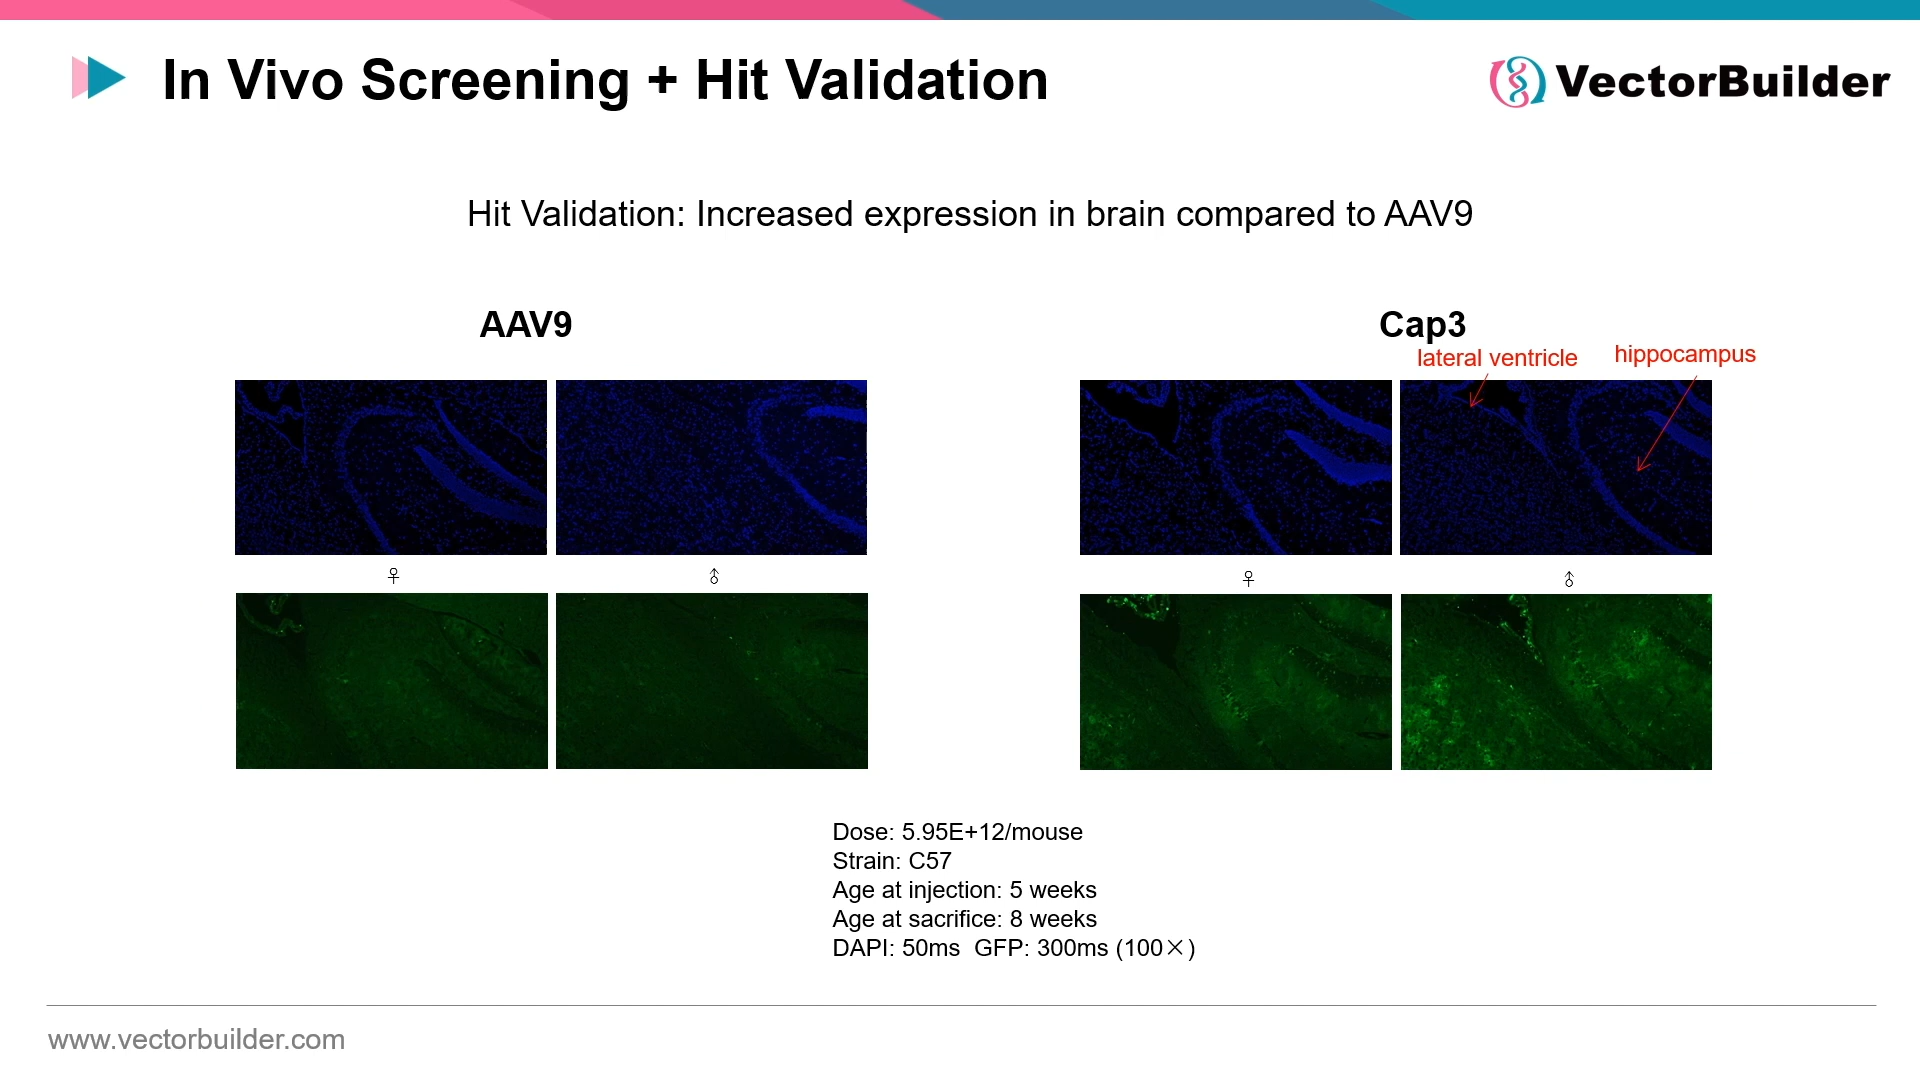 In Vivo Screening + Hit Validation
VectorBuilder
Hit Validation: Increased expression in brain compared to AAV9
AAV9
Cap3
lateral ventricle
hippocampus
♀
♂
♀
♂
Dose: 5.95E+12/mouse
Strain: C57
Age at injection: 5 weeks
Age at sacrifice: 8 weeks
DAPI: 50ms  GFP: 300ms (100×)
www.vectorbuilder.com